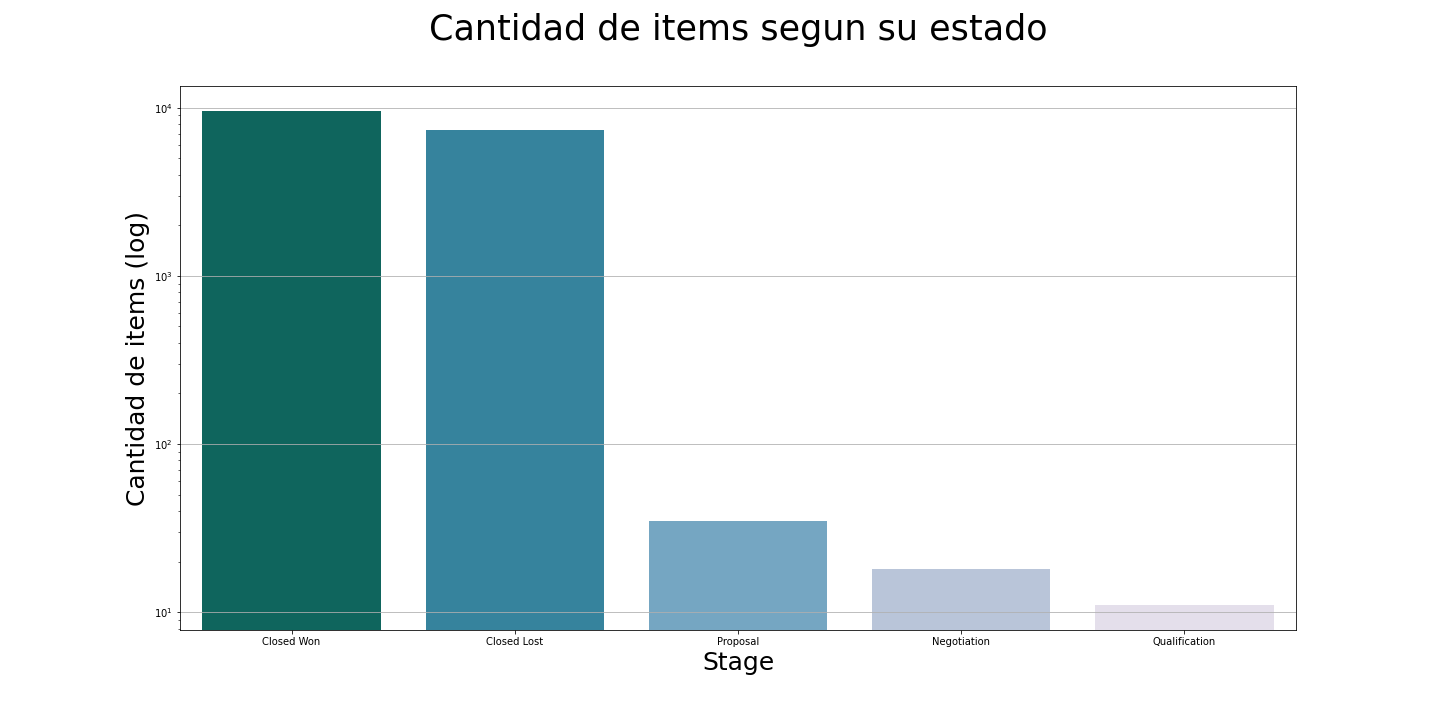 Cantidad de items segun su estado
Cantidad de items (log)
10⁴
10³
10²
10¹
Closed Won
Closed Lost
Proposal
Negotiation
Qualification
Stage